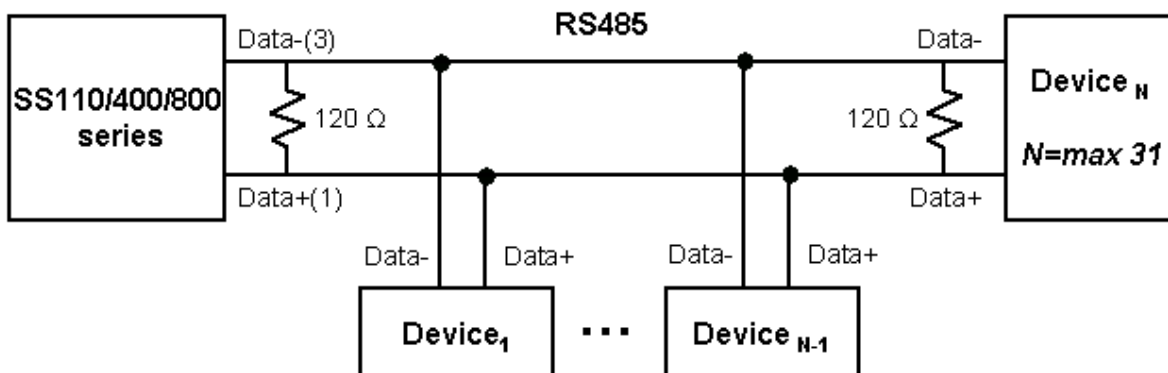 RS485
SS110/400/800
series
Data-(3)
120 Ω
Data+(1)
Data-
120 Ω
Data+
Device N
N=max 31
Data-
Data+
Device1
...
Data-
Data+
Device N-1